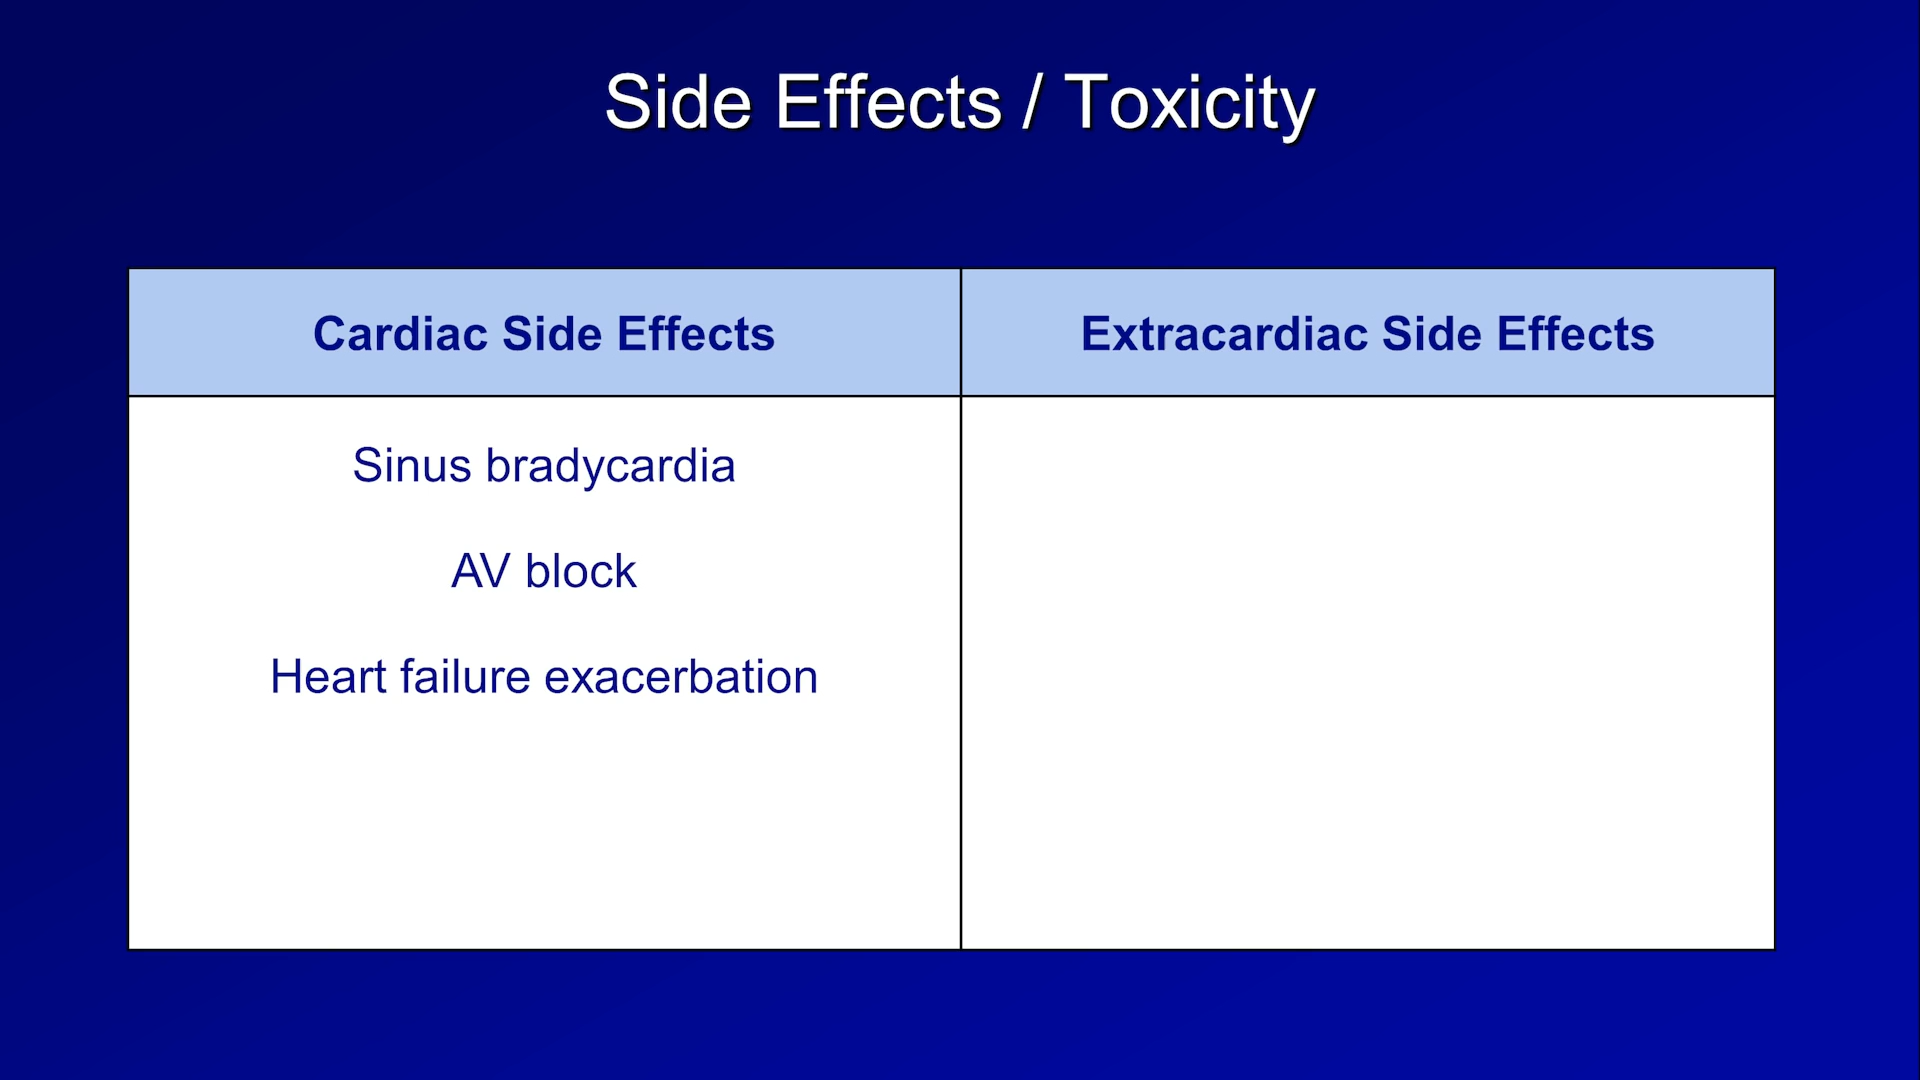 Side Effects / Toxicity
Cardiac Side Effects
Extracardiac Side Effects
Sinus bradycardia
AV block
Heart failure exacerbation